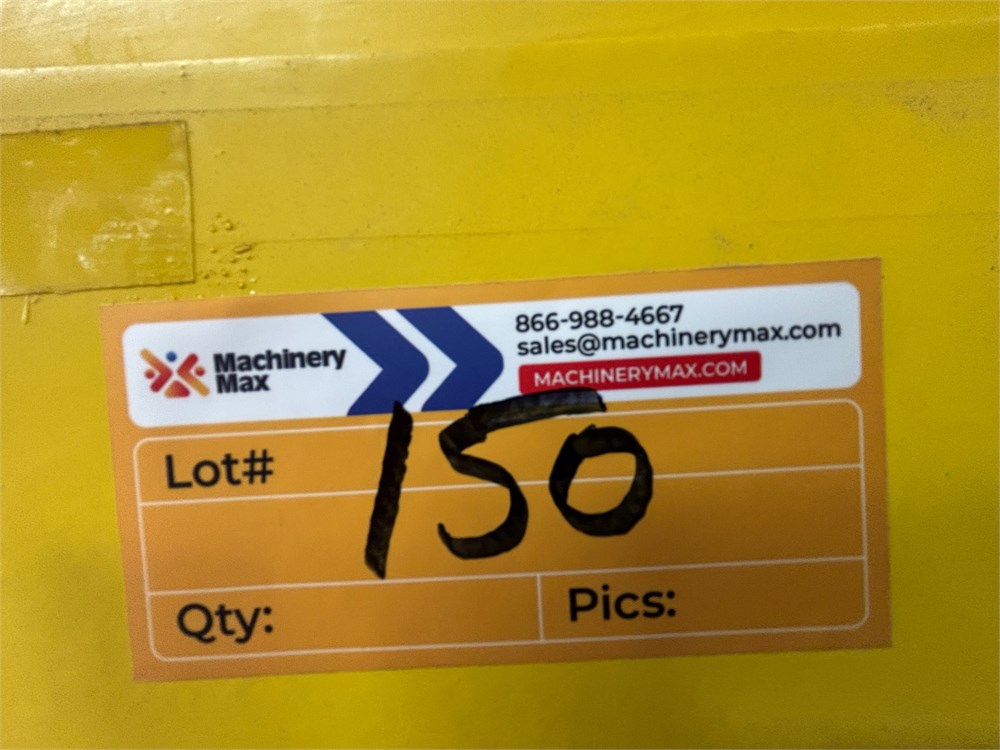 Machinery
Max
866-988-4667
sales@machinerymax.com
MACHINERYMAX.COM
Lot# 150
Qty:
Pics: